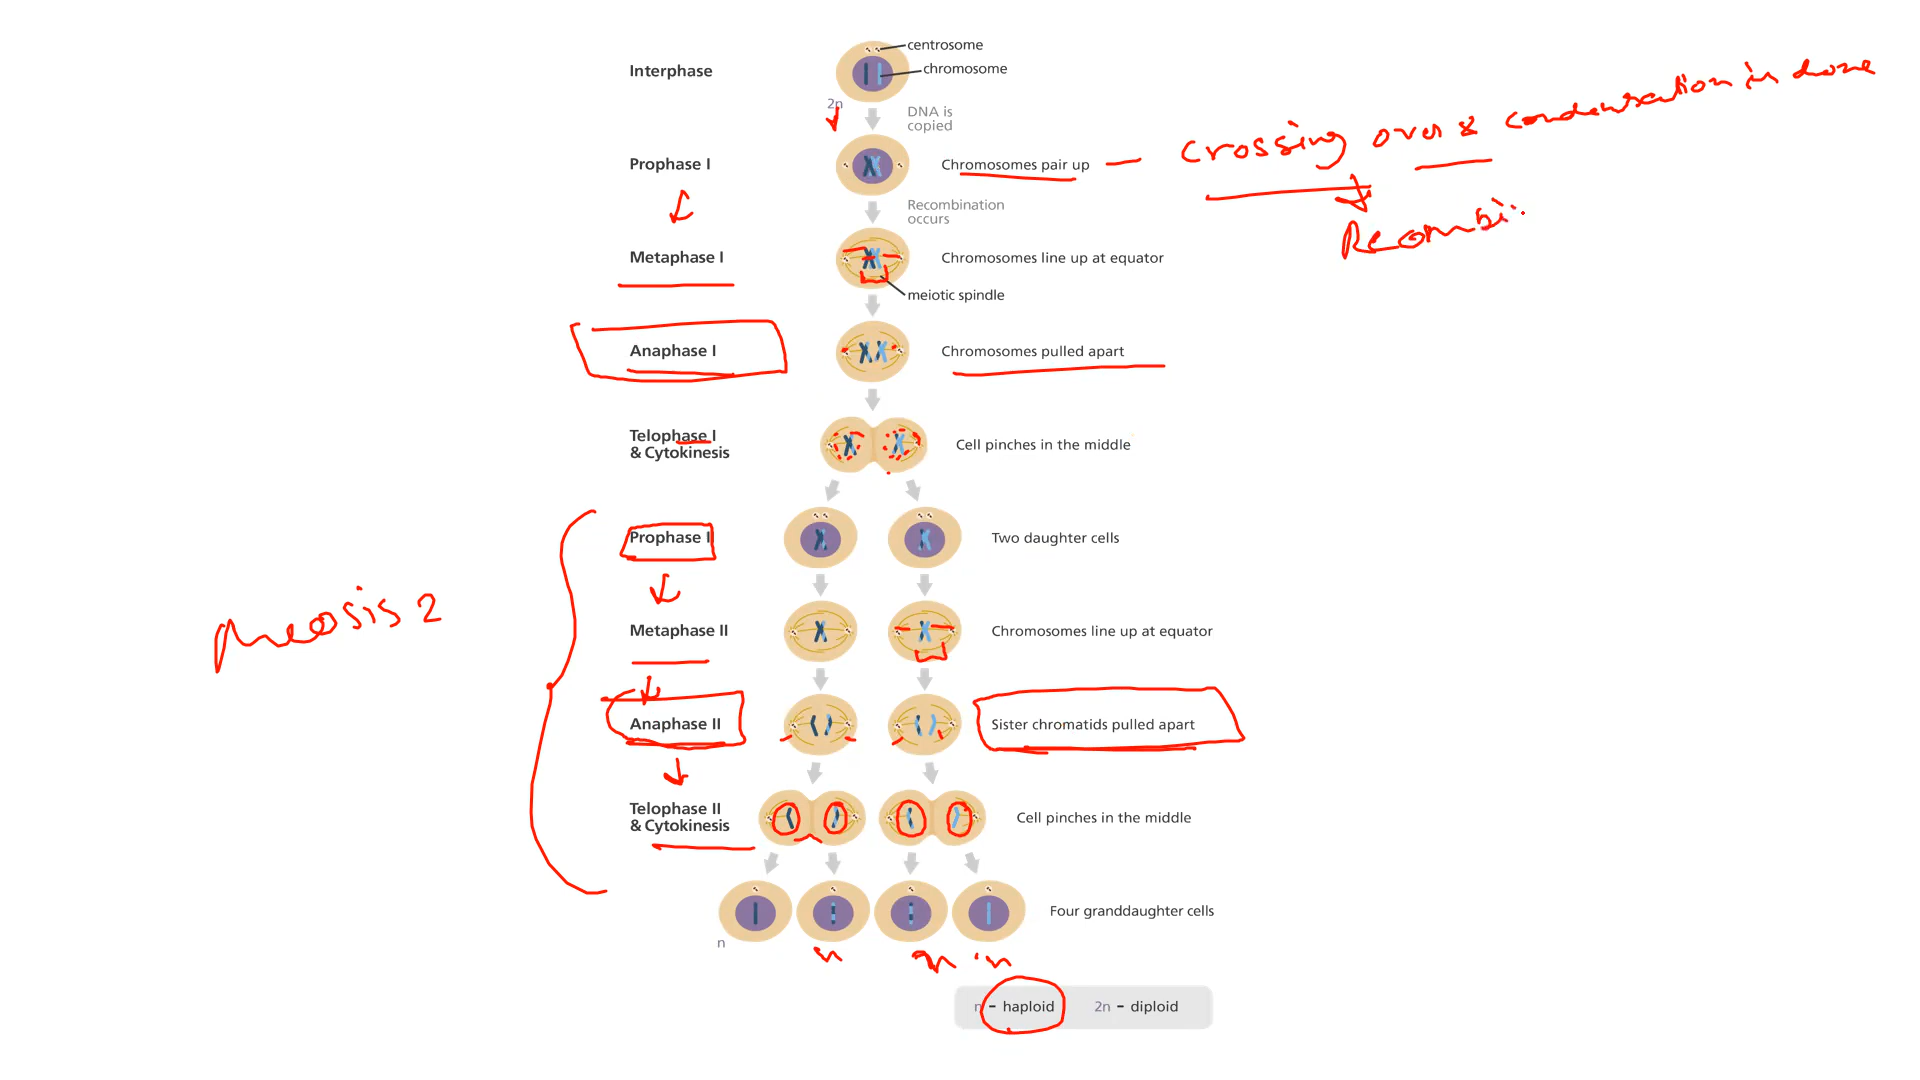 centrosome
Interphase
chromosome
2n
DNA is
copied
Crossing over & condensation is done
Prophase I
Chromosomes pair up
Recombination
occurs
Recombi
Metaphase I
Chromosomes line up at equator
meiotic spindle
Anaphase I
Chromosomes pulled apart
Telophase I
& Cytokinesis
Cell pinches in the middle
Prophase I
Two daughter cells
Meosis 2
Metaphase II
Chromosomes line up at equator
Anaphase II
Sister chromatids pulled apart
Telophase II
& Cytokinesis
Cell pinches in the middle
Four granddaughter cells
n
n n n
n - haploid 2n - diploid